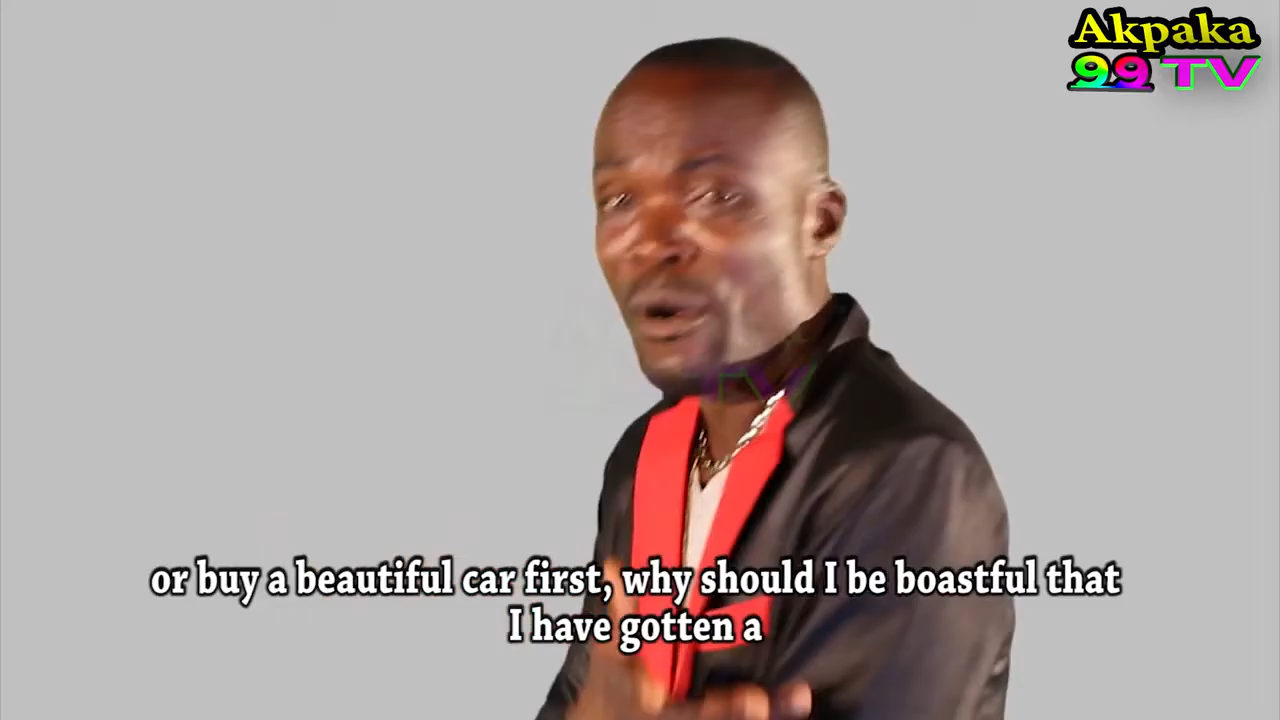 Akpaka
99 TV
or buy a beautiful car first, why should I be boastful that
I have gotten a